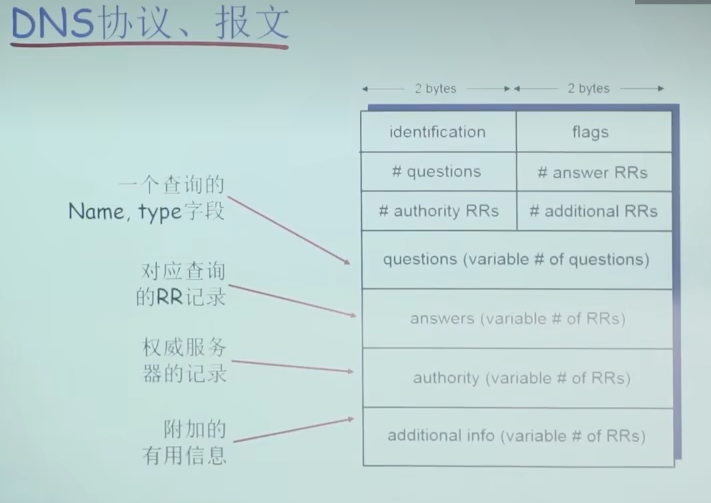 DNS协议、报文
2 bytes 2 bytes
identification flags
# questions # answer RRs
# authority RRs # additional RRs
一个查询的
Name, type字段
questions (variable # of questions)
对应查询
的RR记录
answers (variable # of RRs)
权威服务
器的记录
authority (variable # of RRs)
附加的
有用信息
additional info (variable # of RRs)